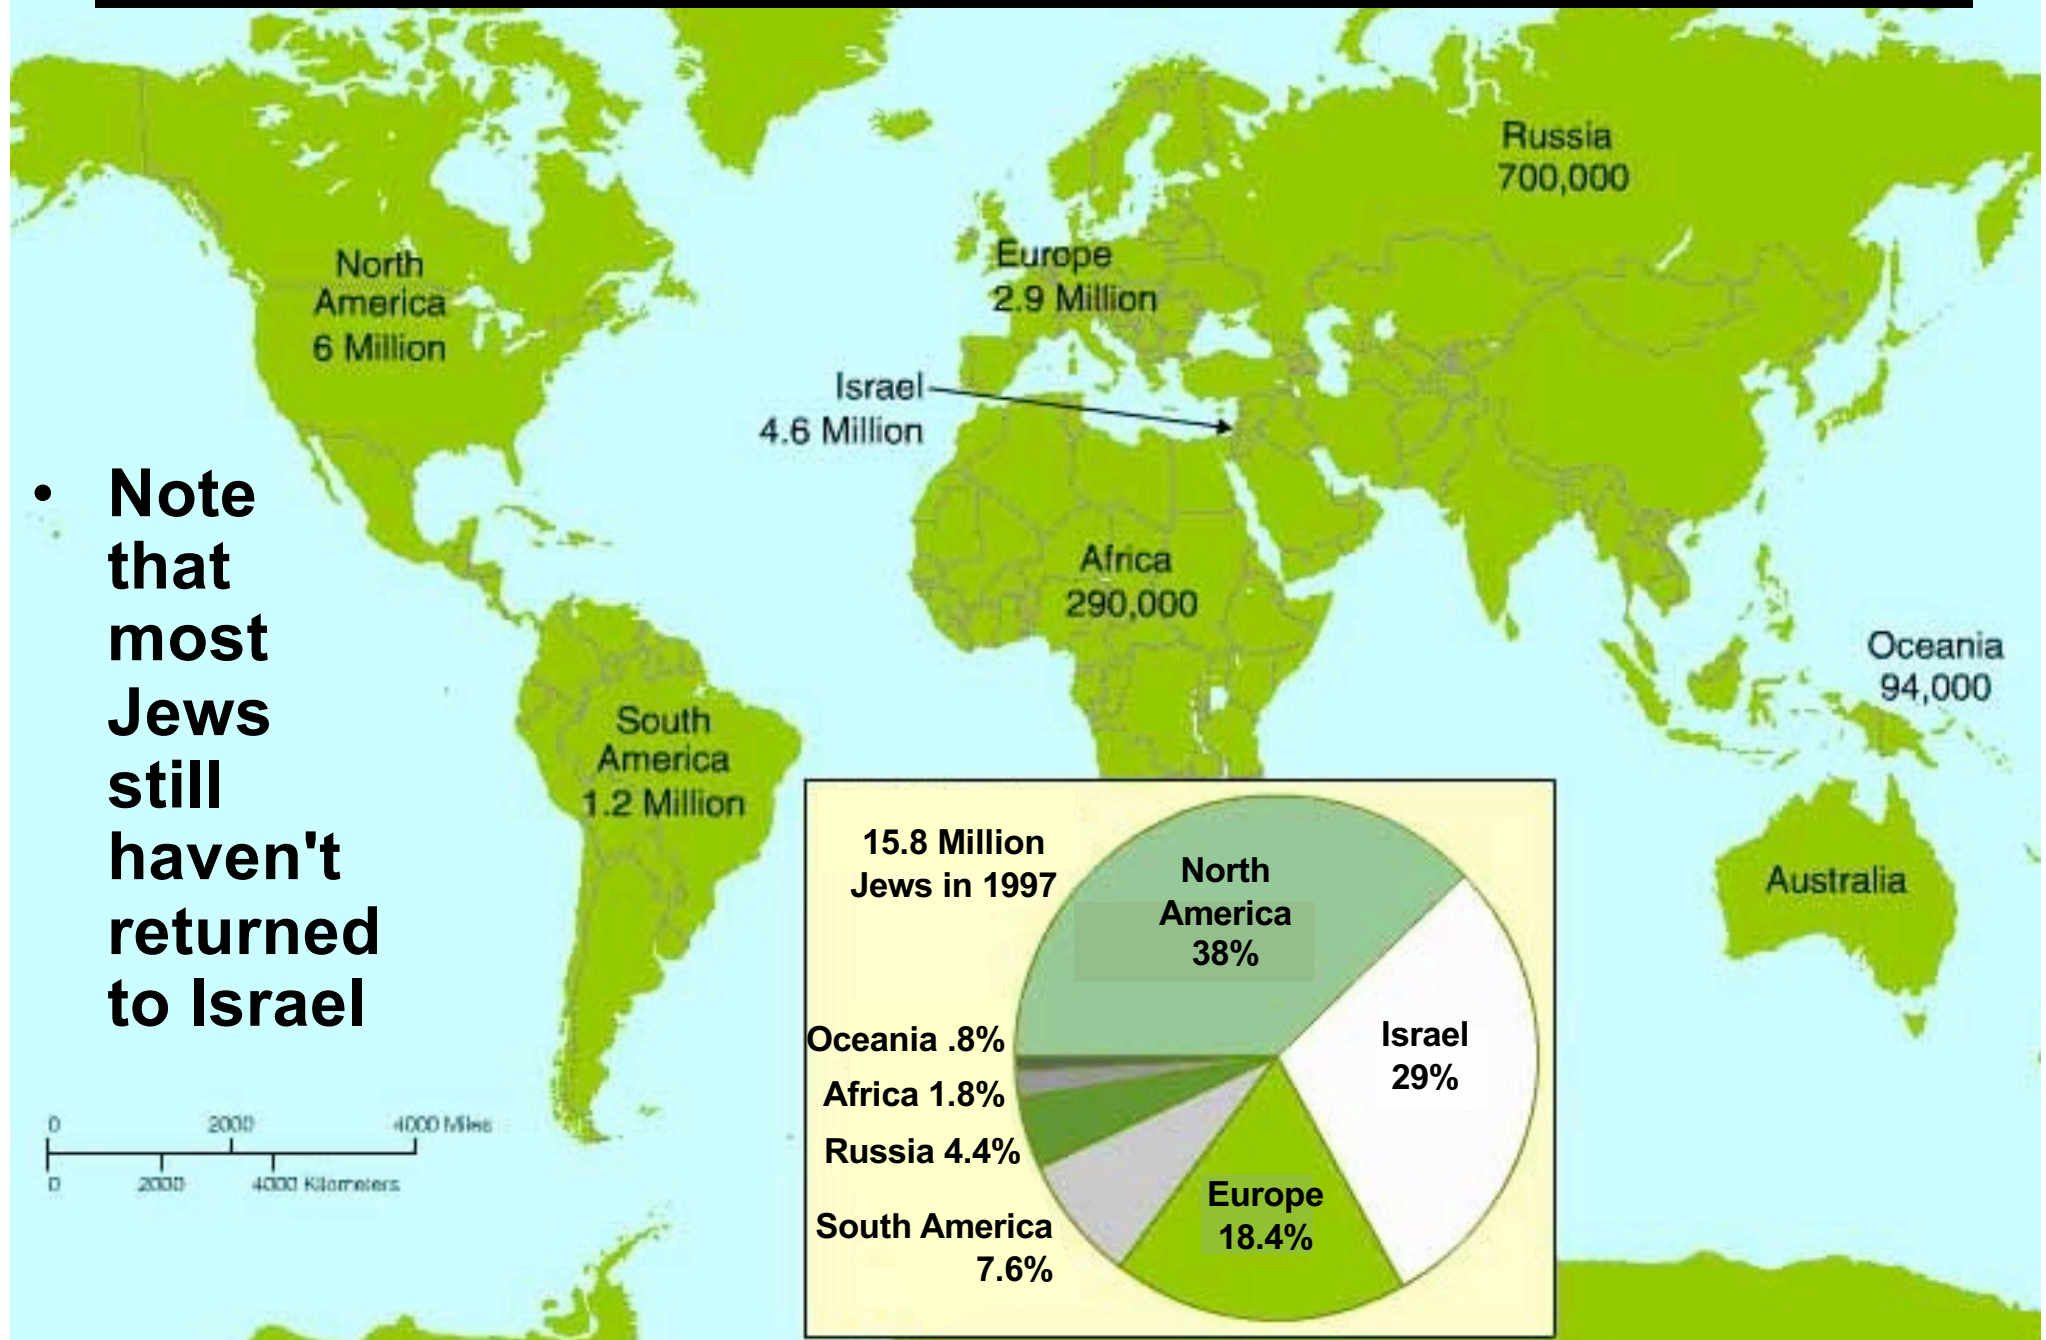 Russia
700,000
North
America
6 Million
Europe
2.9 Million
Israel
4.6 Million
• Note
that
most
Jews
still
haven't
returned
to Israel
Africa
290,000
Oceania
94,000
South
America
1.2 Million
Australia
15.8 Million
Jews in 1997
North
America
38%
Israel
29%
Europe
18.4%
Oceania .8%
Africa 1.8%
Russia 4.4%
South America
7.6%
0 2000 4000 Miles
0 2000 4000 Kilometers